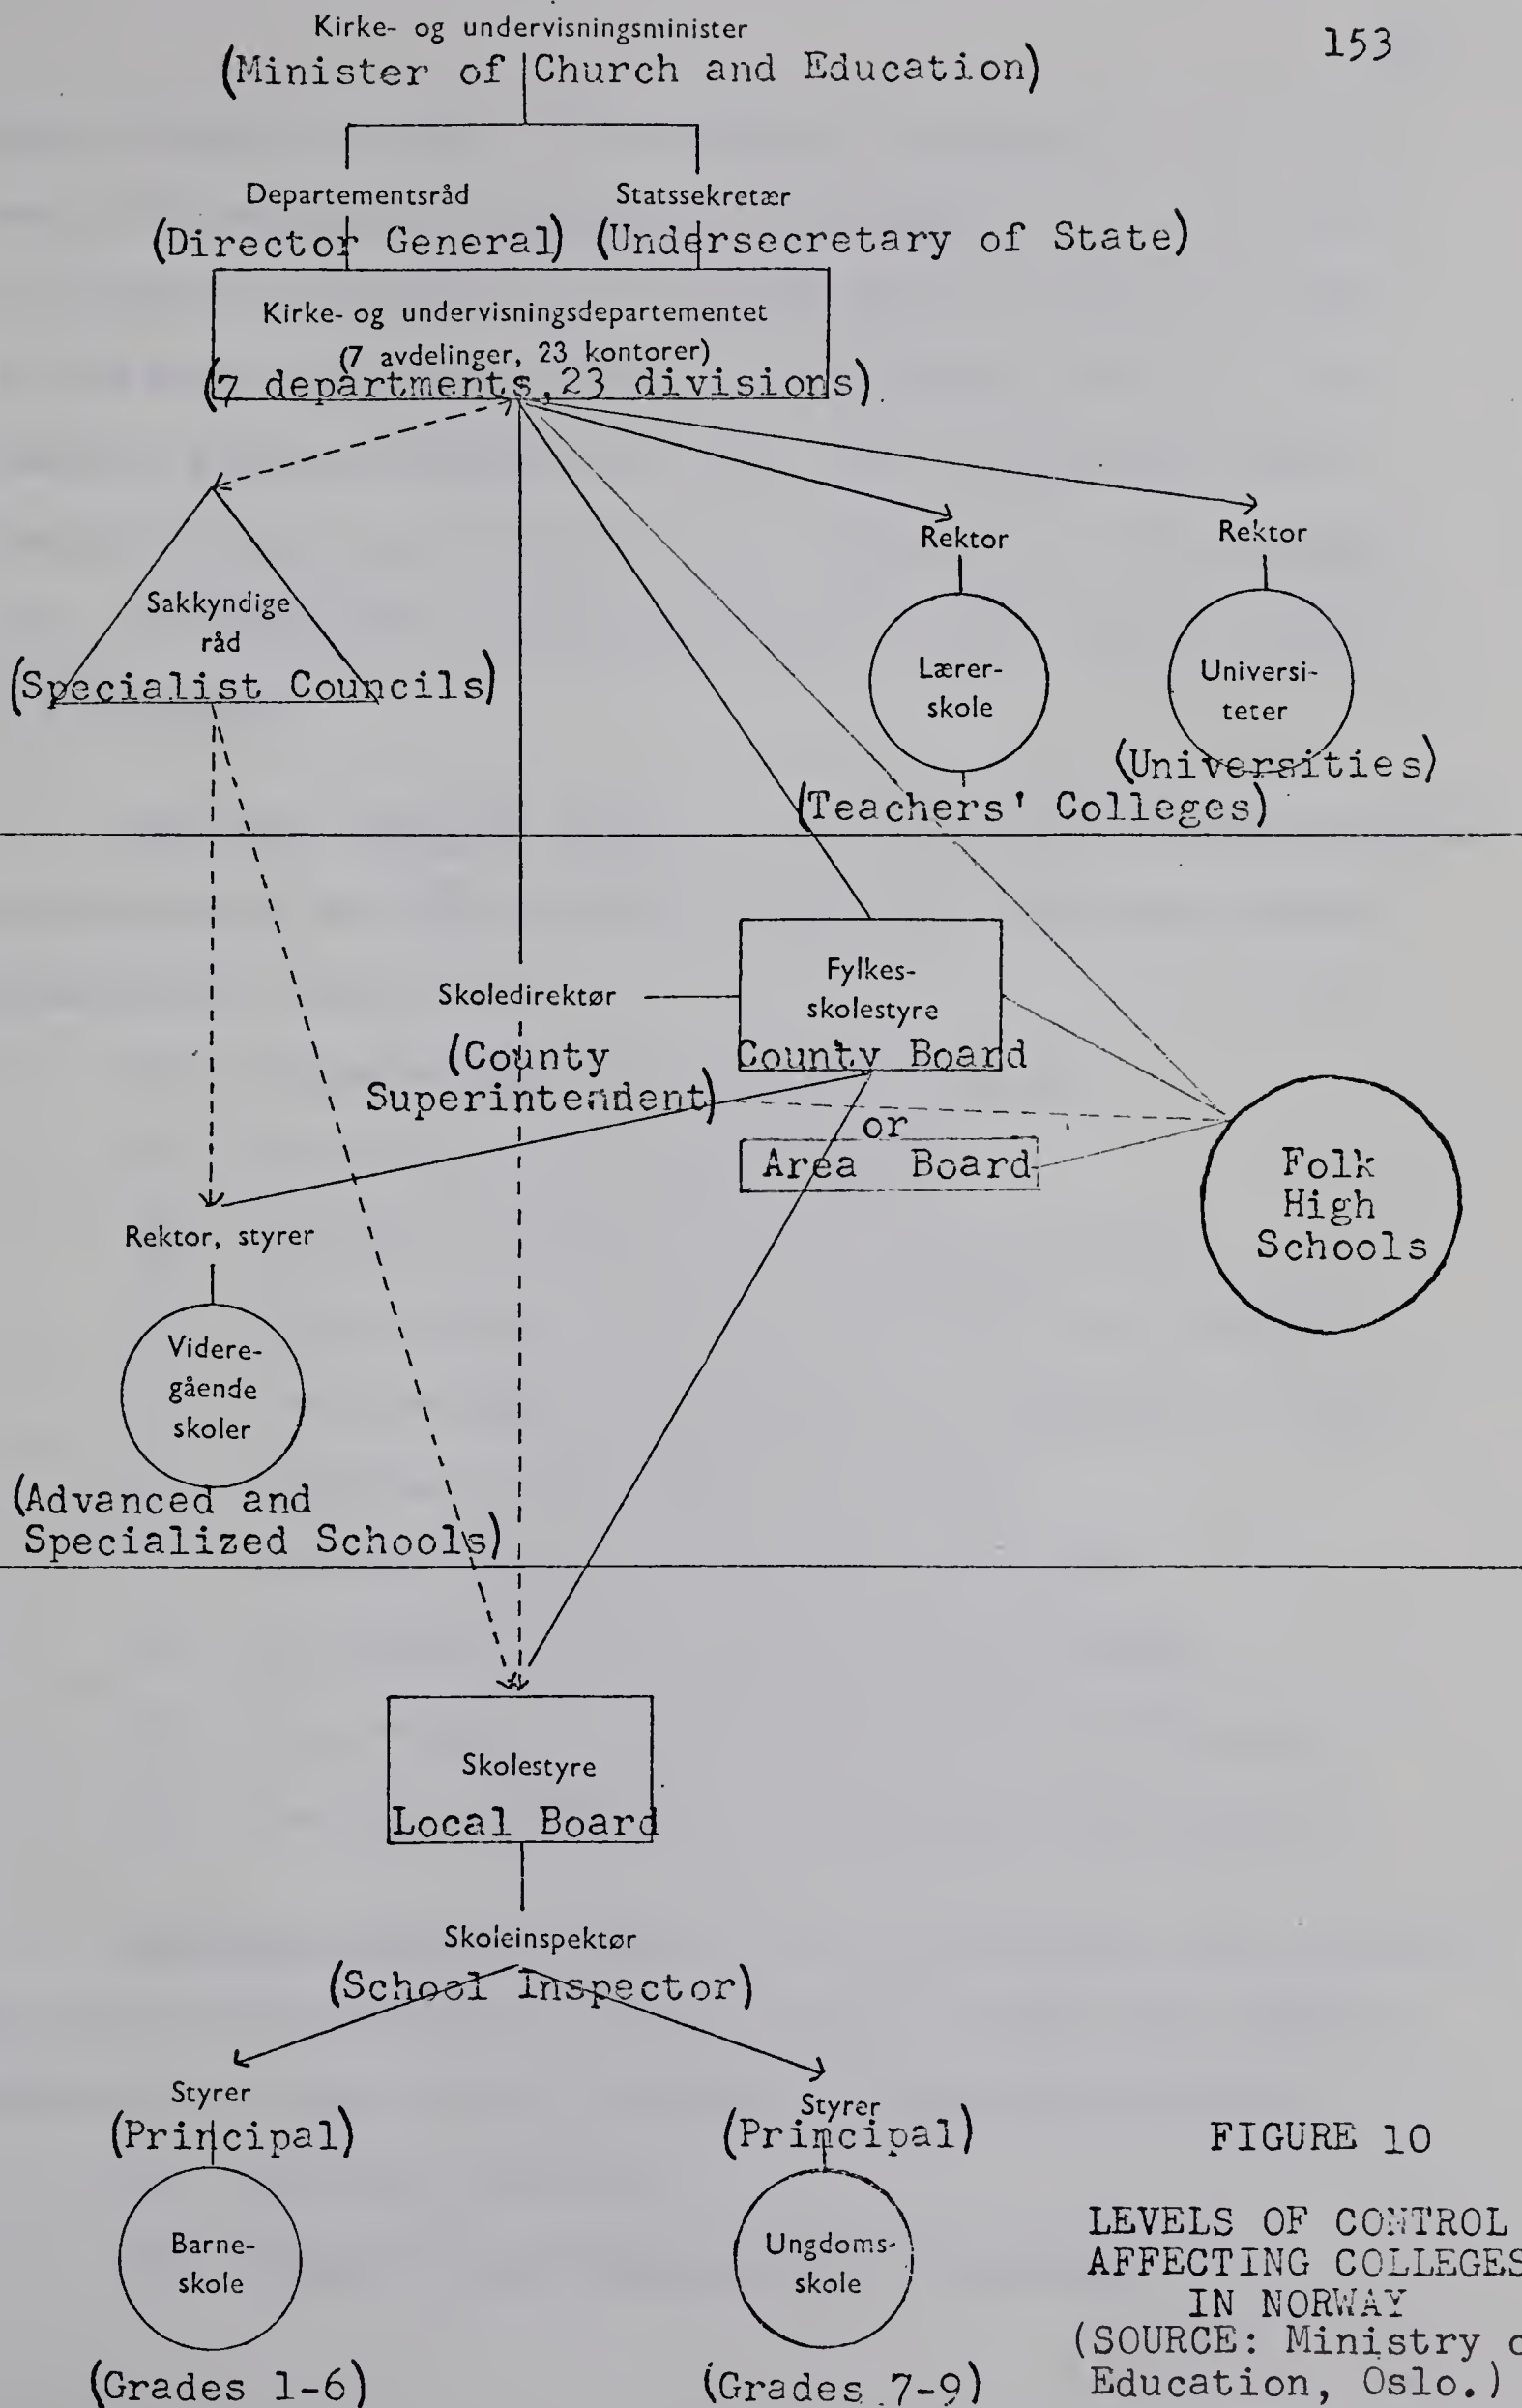 153
Kirke- og undervisningsminister
(Minister of Church and Education)
Departementsråd
(Director General)
Statssekretær
(Undersecretary of State)
Kirke- og undervisningsdepartementet
(7 avdelinger, 23 kontorer)
(7 departments, 23 divisions)
Rektor
Rektor
Sakkyndige
råd
(Specialist Councils)
Lærer-
skole
(Teachers' Colleges)
Universi-
teter
(Universities)
Skoledirektør
(County
Superintendent)
Fylkes-
skolestyre
County Board
or
Area Board
Folk
High
Schools
Rektor, styrer
Videre-
gående
skoler
(Advanced and
Specialized Schools)
Skolestyre
Local Board
Skoleinspektør
(School Inspector)
Styrer
(Principal)
Barne-
skole
(Grades 1-6)
Styrer
(Principal)
Ungdoms-
skole
(Grades 7-9)
FIGURE 10
LEVELS OF CONTROL
AFFECTING COLLEGES
IN NORWAY
(SOURCE: Ministry o
Education, Oslo.)